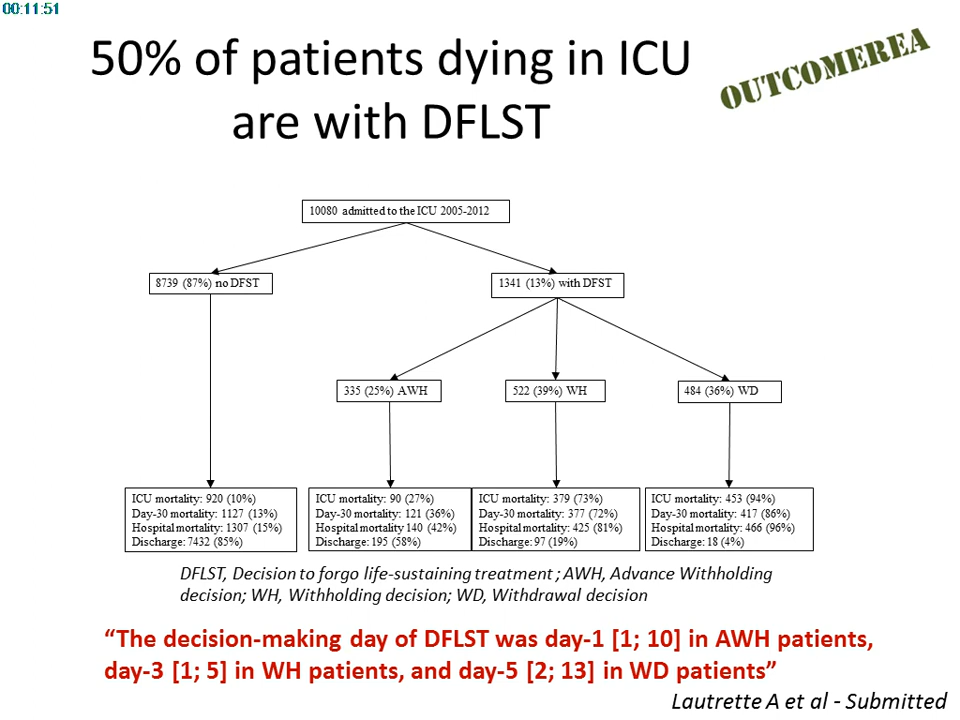 00:11:51
50% of patients dying in ICU
are with DFLST
OUTCOMEREA
10080 admitted to the ICU 2005-2012
8739 (87%) no DFST
1341 (13%) with DFST
335 (25%) AWH
522 (39%) WH
484 (36%) WD
ICU mortality: 920 (10%)
Day-30 mortality: 1127 (13%)
Hospital mortality: 1307 (15%)
Discharge: 7432 (85%)
ICU mortality: 90 (27%)
Day-30 mortality: 121 (36%)
Hospital mortality 140 (42%)
Discharge: 195 (58%)
ICU mortality: 379 (73%)
Day-30 mortality: 377 (72%)
Hospital mortality: 425 (81%)
Discharge: 97 (19%)
ICU mortality: 453 (94%)
Day-30 mortality: 417 (86%)
Hospital mortality: 466 (96%)
Discharge: 18 (4%)
DFLST, Decision to forgo life-sustaining treatment ; AWH, Advance Withholding
decision; WH, Withholding decision; WD, Withdrawal decision
“The decision-making day of DFLST was day-1 [1; 10] in AWH patients,
day-3 [1; 5] in WH patients, and day-5 [2; 13] in WD patients”
Lautrette A et al - Submitted